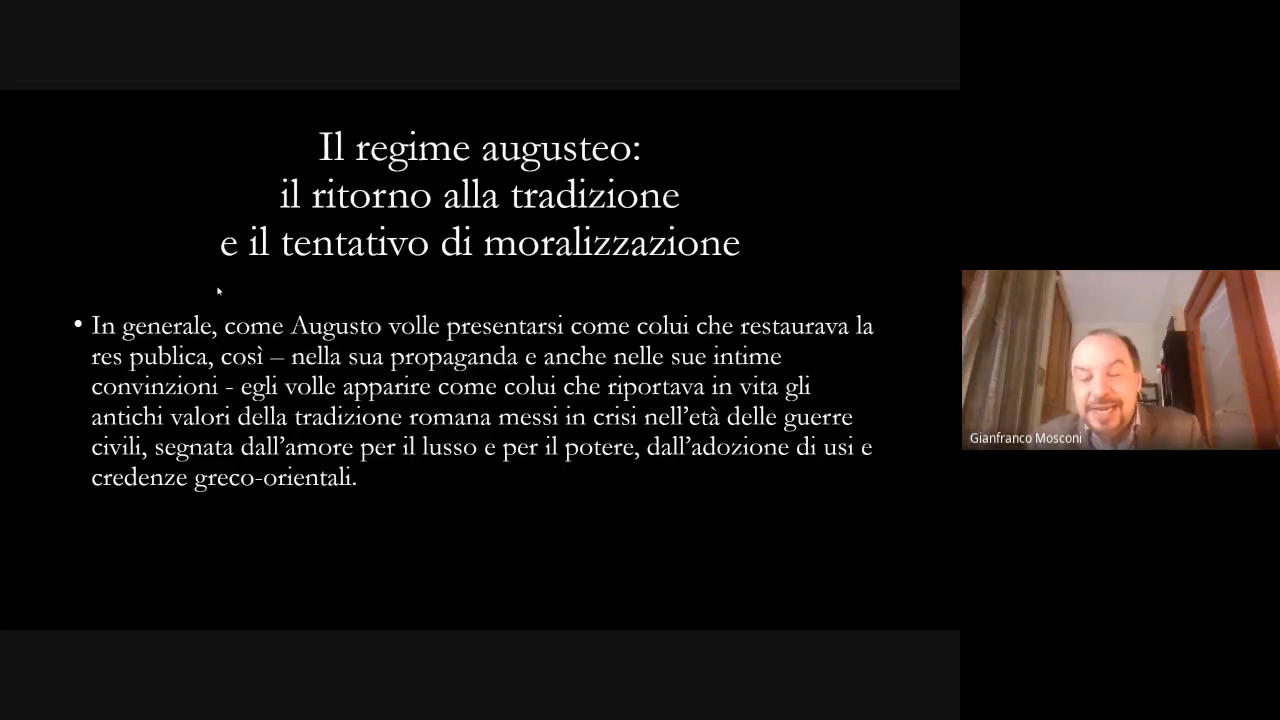 Il regime augusteo:
il ritorno alla tradizione
e il tentativo di moralizzazione
• In generale, come Augusto volle presentarsi come colui che restaurava la
res publica, così – nella sua propaganda e anche nelle sue intime
convinzioni - egli volle apparire come colui che riportava in vita gli
antichi valori della tradizione romana messi in crisi nell’età delle guerre
civili, segnata dall’amore per il lusso e per il potere, dall’adozione di usi e
credenze greco-orientali.
Gianfranco Mosconi